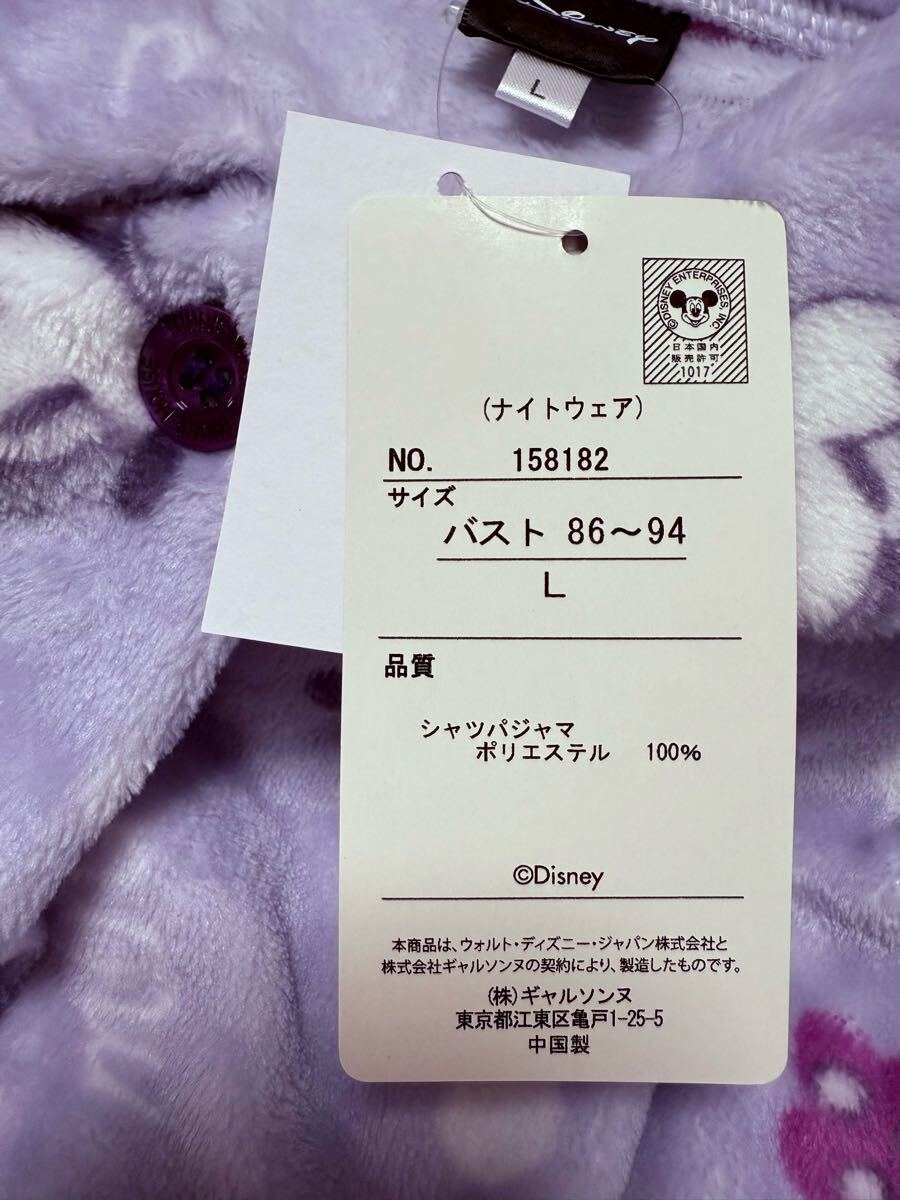 Disney
L
©DISNEY ENTERPRISES, INC.
日本国内
販売許可
1017
(ナイトウェア)
NO. 158182
サイズ
バスト 86～94
L
品質
シャツパジャマ
ポリエステル 100%
©Disney
本商品は、ウォルト・ディズニー・ジャパン株式会社と
株式会社ギャルソンヌの契約により、製造したものです。
(株)ギャルソンヌ
東京都江東区亀戸1-25-5
中国製